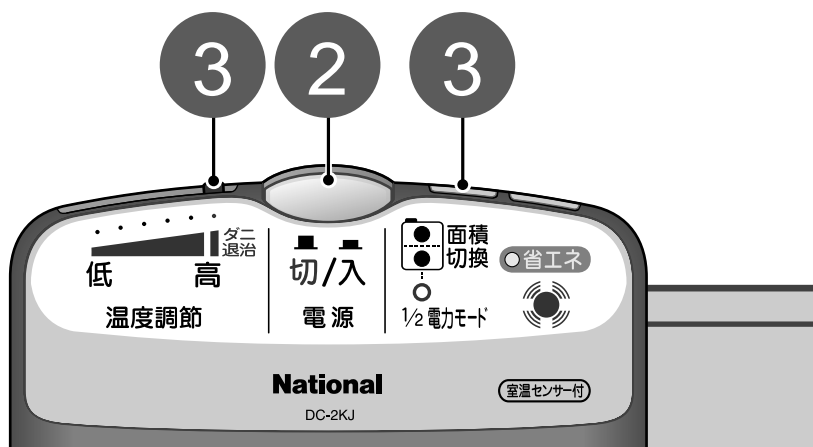 3
2
3
ダニ
退治
低
高
温度調節
切/入
電源
面積
切換
1/2電力モード
省エネ
National
DC-2KJ
室温センサー付